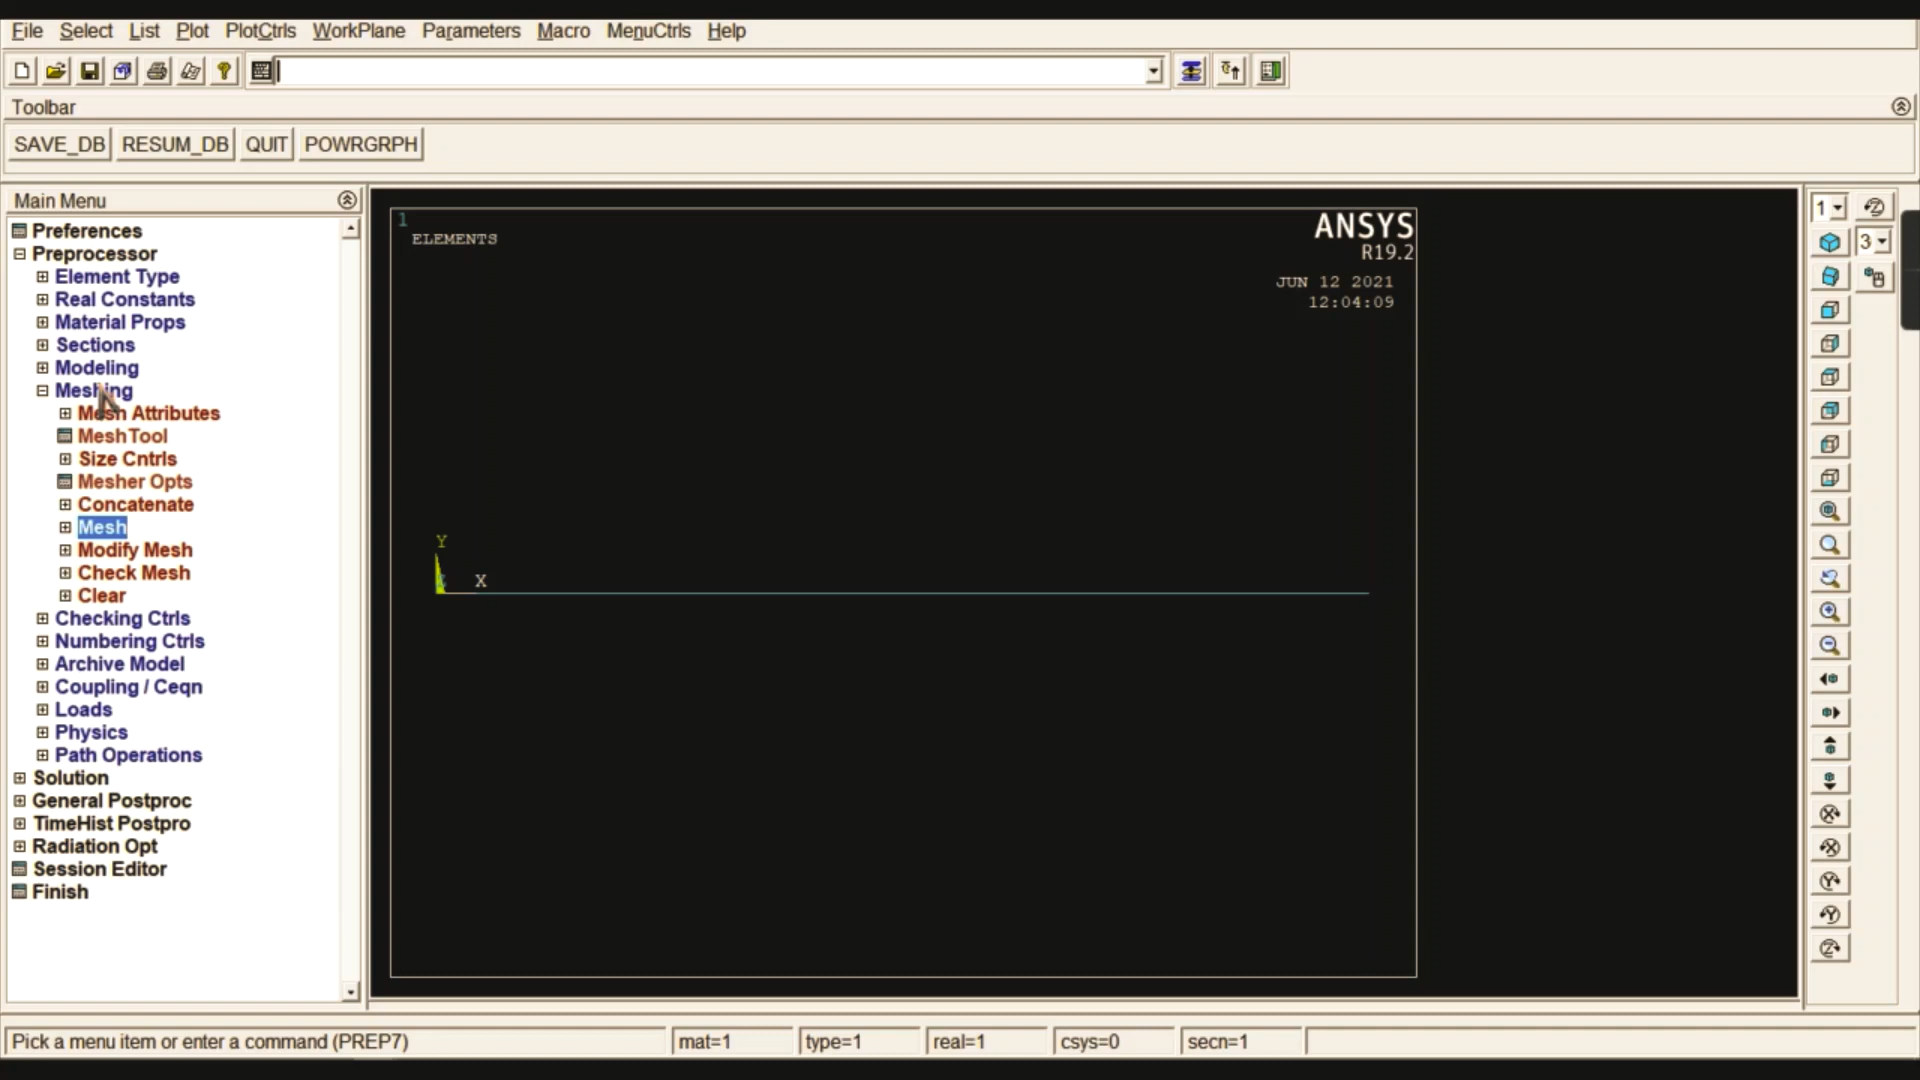 File Select List Plot PlotCtrls WorkPlane Parameters Macro MenuCtrls Help
Toolbar
SAVE_DB RESUM_DB QUIT POWRGRPH
Main Menu
Preferences
Preprocessor
Element Type
Real Constants
Material Props
Sections
Modeling
Meshing
Mesh Attributes
MeshTool
Size Cntrls
Mesher Opts
Concatenate
Mesh
Modify Mesh
Check Mesh
Clear
Checking Ctrls
Numbering Ctrls
Archive Model
Coupling / Ceqn
Loads
Physics
Path Operations
Solution
General Postproc
TimeHist Postpro
Radiation Opt
Session Editor
Finish
1
ELEMENTS
ANSYS
R19.2
JUN 12 2021
12:04:09
Y
X
1
3
Pick a menu item or enter a command (PREP7) mat=1 type=1 real=1 csys=0 secn=1